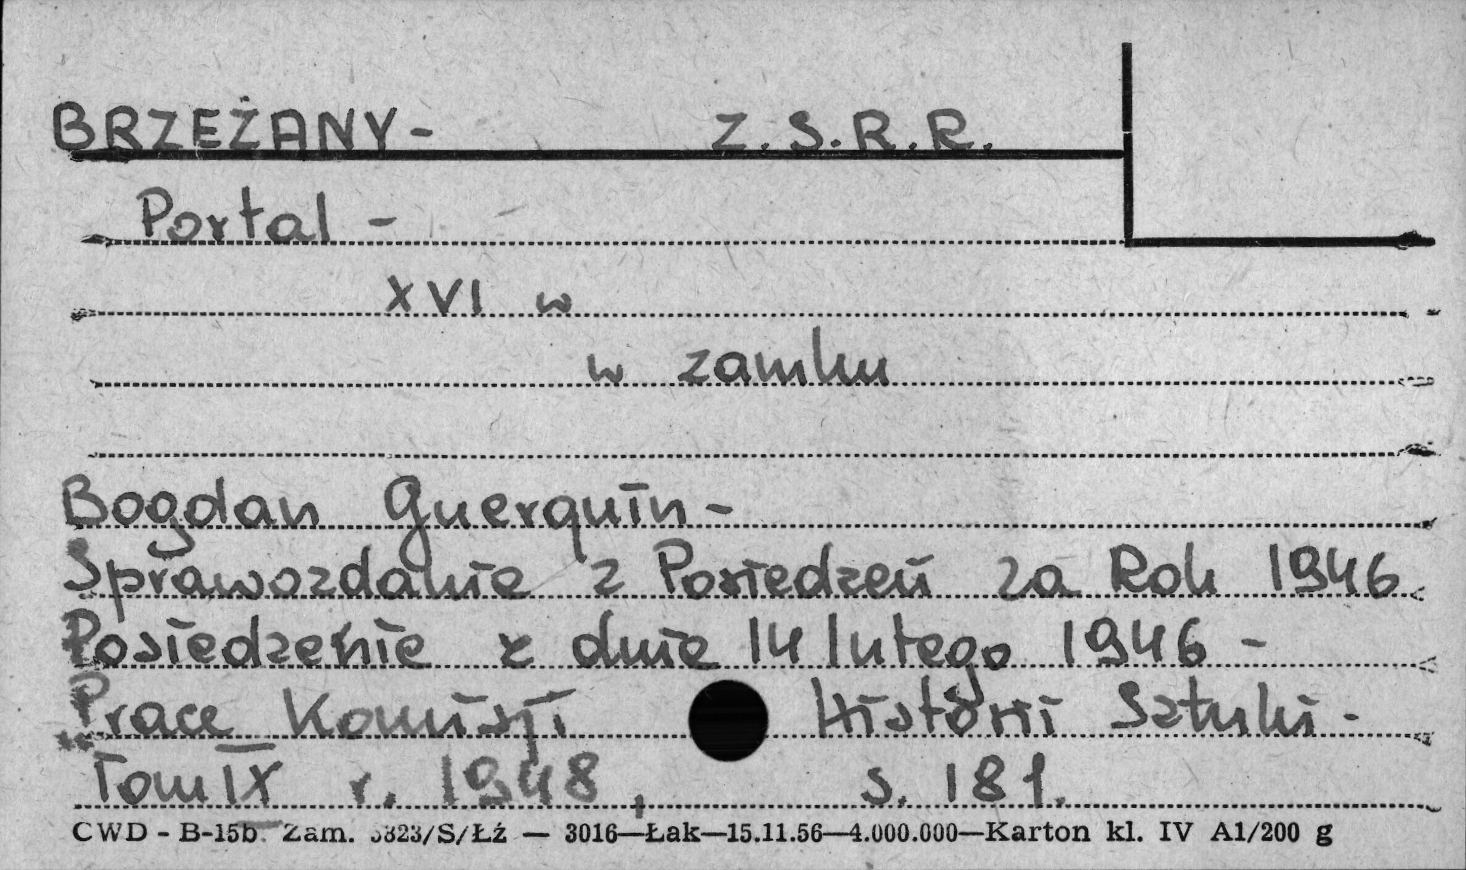 BRZEŻANY- Z.S.R.R.
Portal -
XVI w
w zamku
Bogdan Guerquin-
Sprawozdanie z Posiedzeń za Rok 1946
Posiedzenie z dnia 14 lutego 1946 -
Prace Komisji Historii Sztuki -
Tom IX r. 1948, s. 181.
CWD - B-15b. Zam. 3323/S/Łź — 3016—Łak—15.11.56—4.000.000—Karton kl. IV A1/200 g